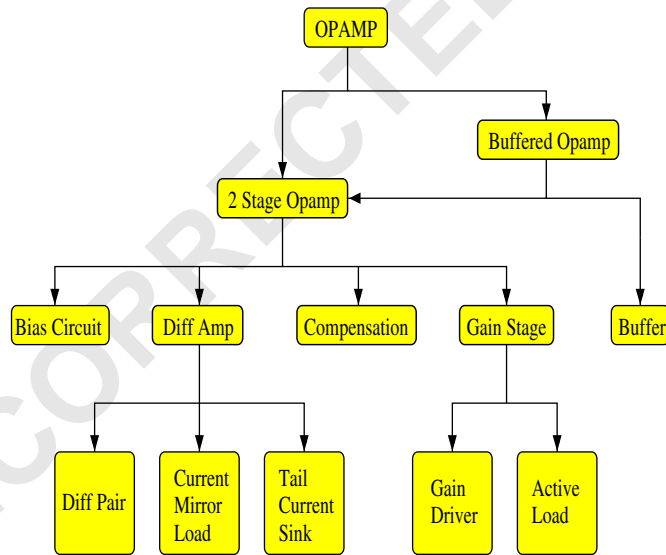 OPAMP
Buffered Opamp
2 Stage Opamp
Bias Circuit
Diff Amp
Compensation
Gain Stage
Buffer
Diff Pair
Current
Mirror
Load
Tail
Current
Sink
Gain
Driver
Active
Load
CORRECTE